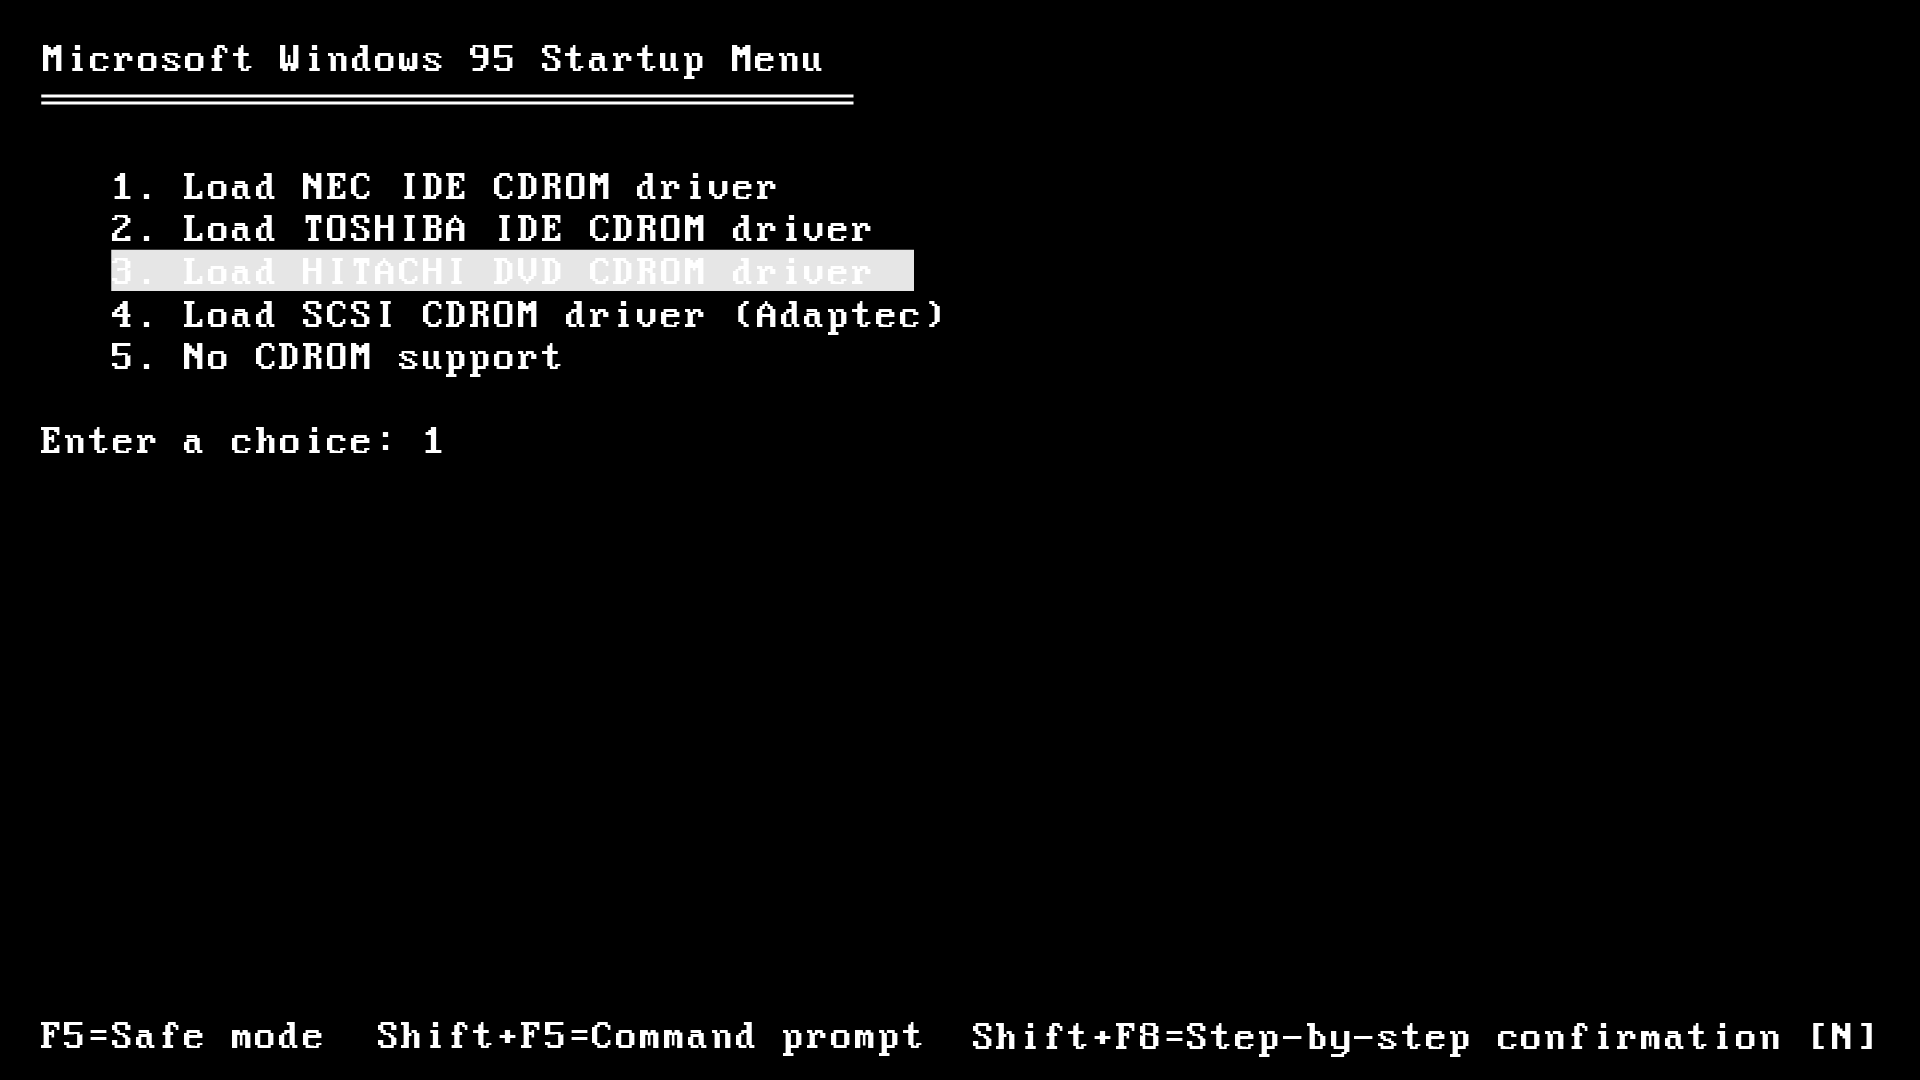 Microsoft Windows 95 Startup Menu
1. Load NEC IDE CDROM driver
2. Load TOSHIBA IDE CDROM driver
3. Load HITACHI DVD CDROM driver
4. Load SCSI CDROM driver (Adaptec)
5. No CDROM support
Enter a choice: 1
F5=Safe mode  Shift+F5=Command prompt  Shift+F8=Step-by-step confirmation [N]